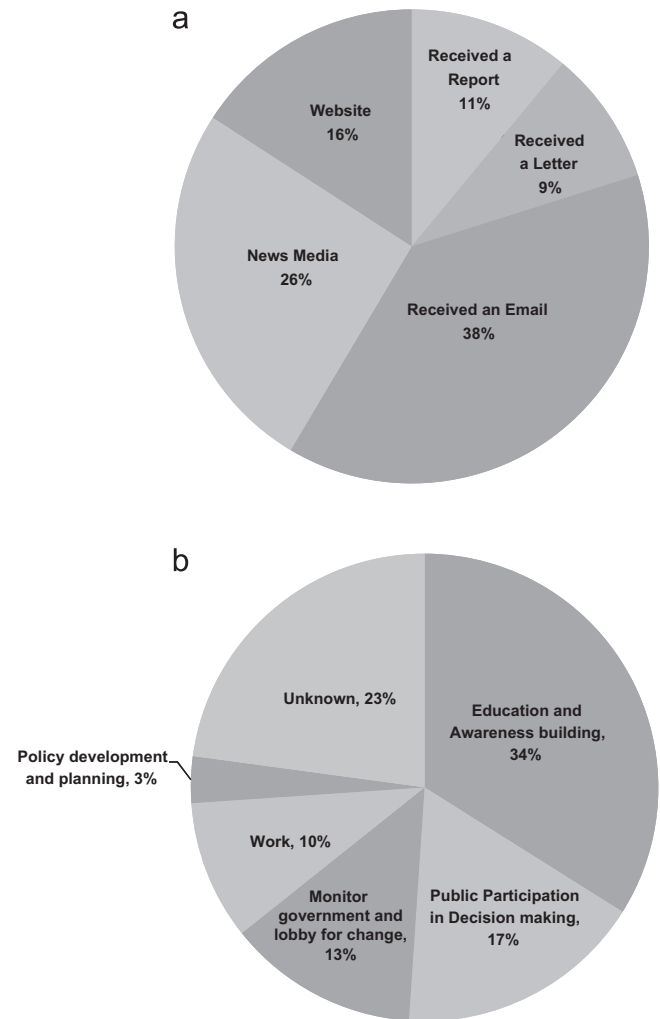 a
Received a
Report
11%
Website
16%
Received
a Letter
9%
News Media
26%
Received an Email
38%
b
Unknown, 23%
Education and
Awareness building,
34%
Policy development
and planning, 3%
Work, 10%
Monitor
government and
lobby for change,
13%
Public Participation
in Decision making,
17%